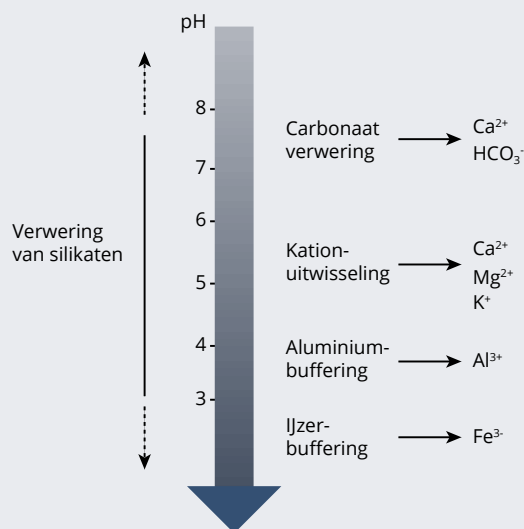 pH
8
7
6
5
4
3
Verwering
van silikaten
Carbonaat
verwering
Ca²⁺
HCO₃⁻
Kation-
uitwisseling
Ca²⁺
Mg²⁺
K⁺
Aluminium-
buffering
Al³⁺
IJzer-
buffering
Fe³⁻